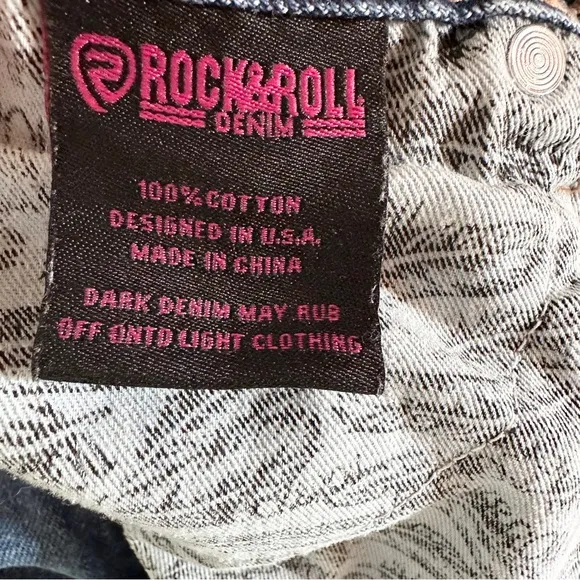 ROCK&ROLL
DENIM
100% COTTON
DESIGNED IN U.S.A.
MADE IN CHINA
DARK DENIM MAY RUB
OFF ONTO LIGHT CLOTHING